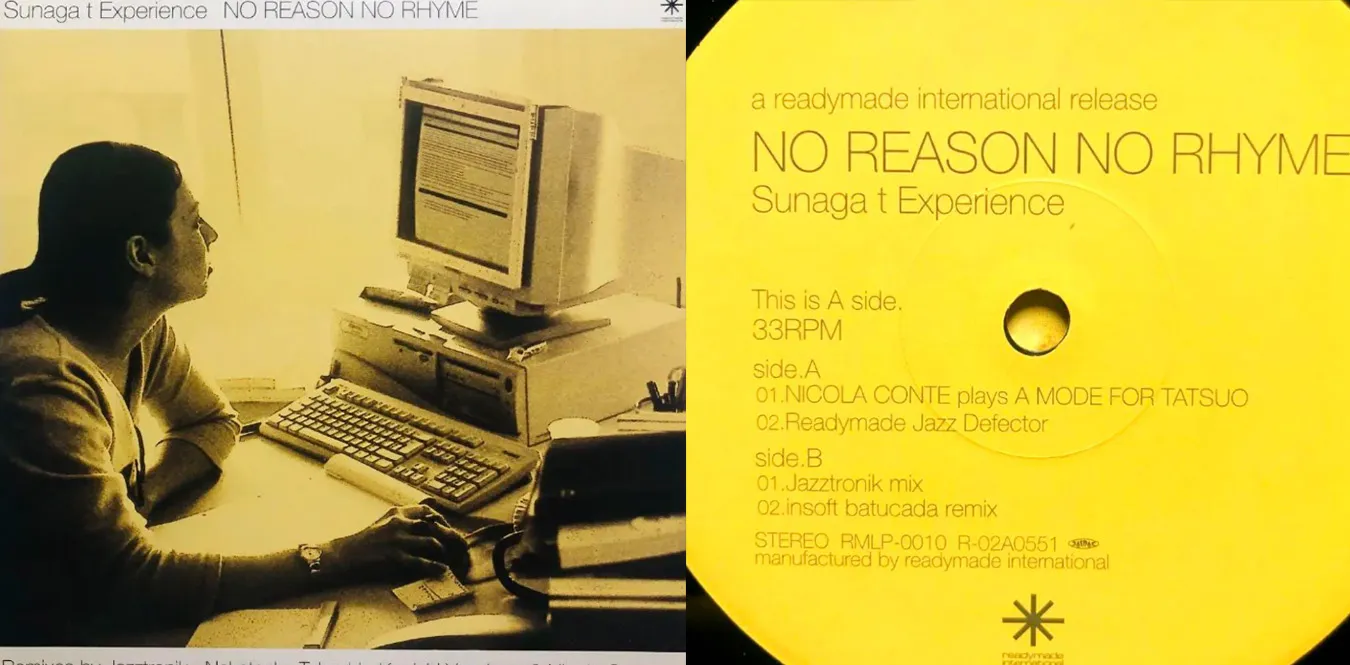 Sunaga t Experience NO REASON NO RHYME
a readymade international release
NO REASON NO RHYME
Sunaga t Experience
This is A side.
33RPM
side.A
01.NICOLA CONTE plays A MODE FOR TATSUO
02.Readymade Jazz Defector
side.B
01.Jazztronik mix
02.insoft batucada remix
STEREO RMLP-0010 R-02A0551
manufactured by readymade international
readymade
international